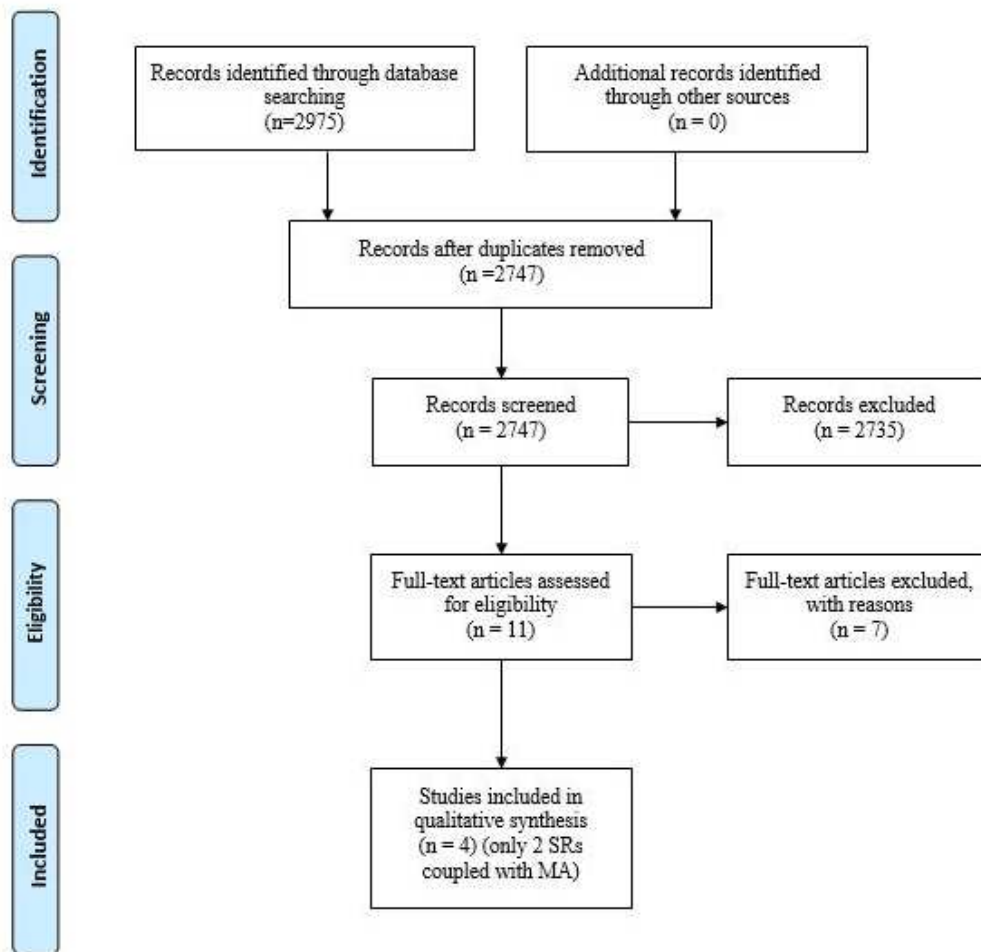 Identification
Records identified through database
searching
(n=2975)
Additional records identified
through other sources
(n = 0)
Records after duplicates removed
(n =2747)
Screening
Records screened
(n = 2747)
Records excluded
(n = 2735)
Eligibility
Full-text articles assessed
for eligibility
(n = 11)
Full-text articles excluded,
with reasons
(n = 7)
Included
Studies included in
qualitative synthesis
(n = 4) (only 2 SRs
coupled with MA)